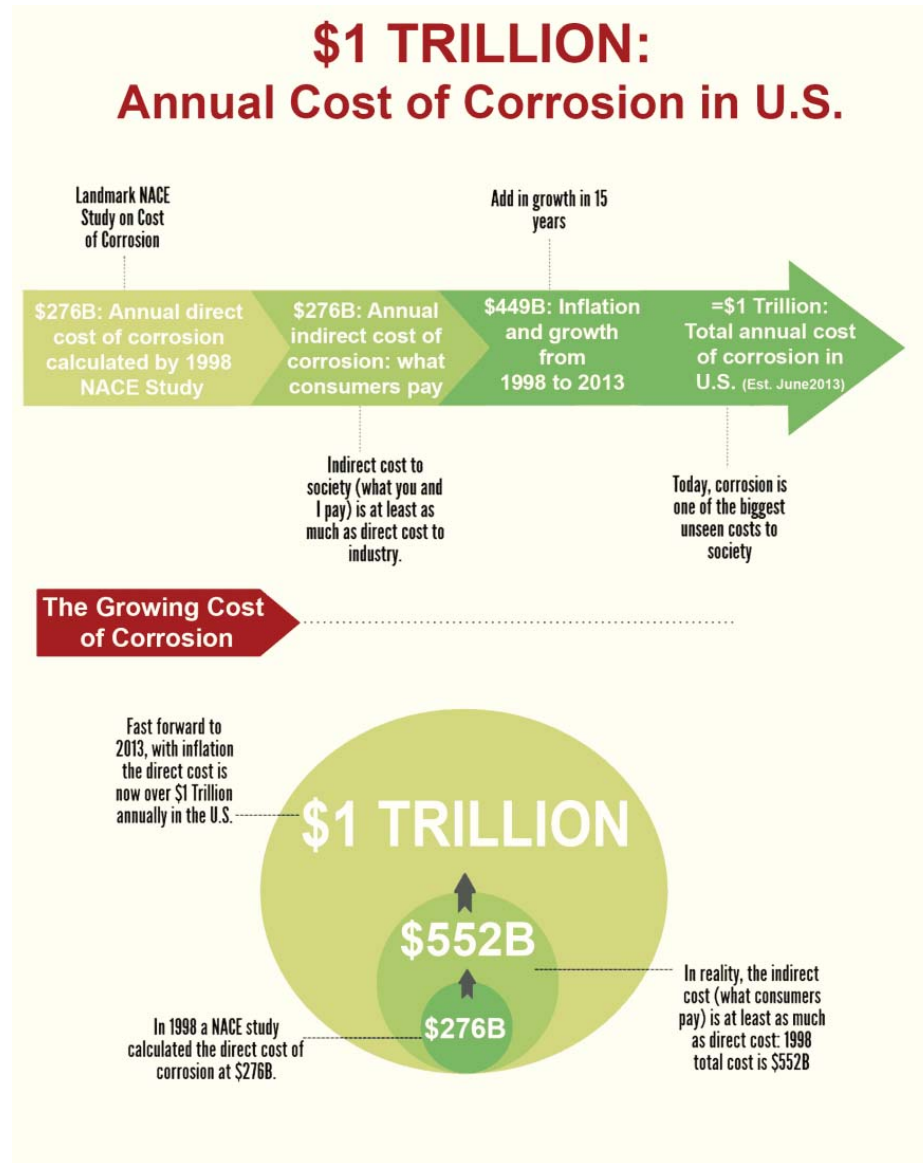 $1 TRILLION:
Annual Cost of Corrosion in U.S.
Landmark NACE
Study on Cost
of Corrosion
Add in growth in 15
years
$276B: Annual direct
cost of corrosion
calculated by 1998
NACE Study
$276B: Annual
indirect cost of
corrosion: what
consumers pay
$449B: Inflation
and growth
from
1998 to 2013
=$1 Trillion:
Total annual cost
of corrosion in
U.S. (Est. June2013)
Indirect cost to
society (what you and
I pay) is at least as
much as direct cost to
industry.
Today, corrosion is
one of the biggest
unseen costs to
society
The Growing Cost
of Corrosion
Fast forward to
2013, with inflation
the direct cost is
now over $1 Trillion
annually in the U.S.
$1 TRILLION
$552B
$276B
In 1998 a NACE study
calculated the direct cost of
corrosion at $276B.
In reality, the indirect
cost (what consumers
pay) is at least as much
as direct cost: 1998
total cost is $552B